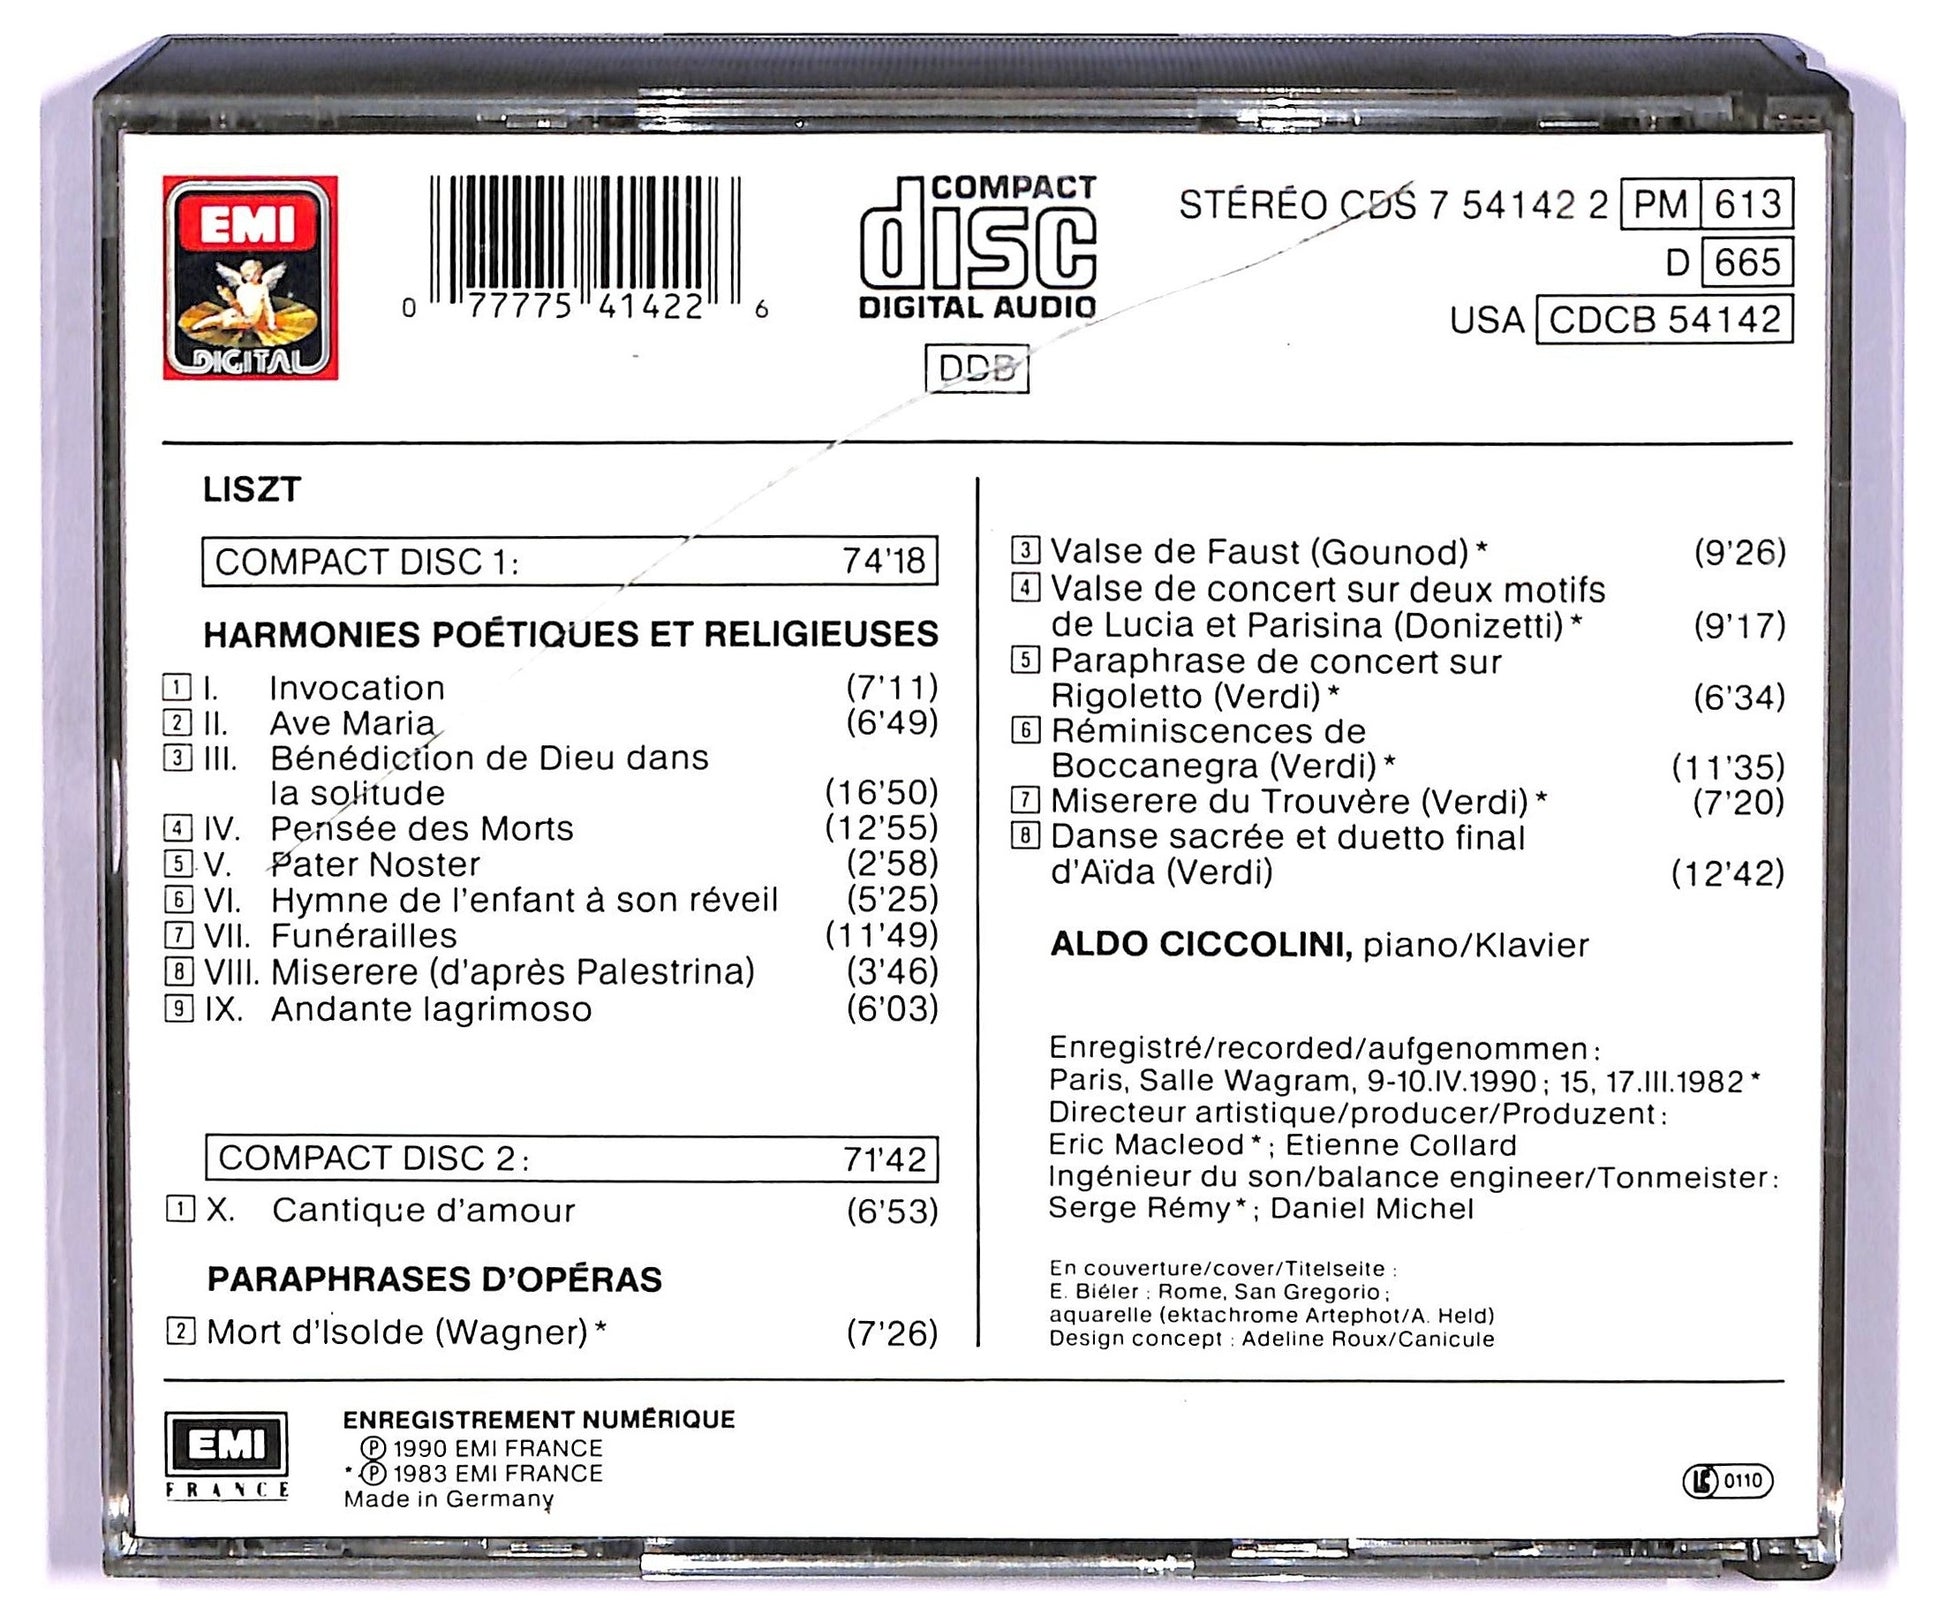 EMI
DIGITAL
0 77775 41422 6
COMPACT
disc
DIGITAL AUDIO
DDD
STÉRÉO CDS 7 54142 2 PM 613
D 665
USA CDCB 54142
LISZT
COMPACT DISC 1: 74'18
HARMONIES POÉTIQUES ET RELIGIEUSES
1 I. Invocation (7'11)
2 II. Ave Maria (6'49)
3 III. Bénédiction de Dieu dans
la solitude (16'50)
4 IV. Pensée des Morts (12'55)
5 V. Pater Noster (2'58)
6 VI. Hymne de l'enfant à son réveil (5'25)
7 VII. Funérailles (11'49)
8 VIII. Miserere (d'après Palestrina) (3'46)
9 IX. Andante lagrimoso (6'03)
COMPACT DISC 2: 71'42
1 X. Cantique d'amour (6'53)
PARAPHRASES D'OPÉRAS
2 Mort d'Isolde (Wagner)* (7'26)
3 Valse de Faust (Gounod)* (9'26)
4 Valse de concert sur deux motifs
de Lucia et Parisina (Donizetti)* (9'17)
5 Paraphrase de concert sur
Rigoletto (Verdi)* (6'34)
6 Réminiscences de
Boccanegra (Verdi)* (11'35)
7 Miserere du Trouvère (Verdi)* (7'20)
8 Danse sacrée et duetto final
d'Aïda (Verdi) (12'42)
ALDO CICCOLINI, piano/Klavier
Enregistré/recorded/aufgenommen:
Paris, Salle Wagram, 9-10.IV.1990; 15, 17.III.1982*
Directeur artistique/producer/Produzent:
Eric Macleod*; Etienne Collard
Ingénieur du son/balance engineer/Tonmeister:
Serge Rémy*; Daniel Michel
En couverture/cover/Titelseite :
E. Biéler : Rome, San Gregorio ;
aquarelle (ektachrome Artephot/A. Held)
Design concept : Adeline Roux/Canicule
EMI
FRANCE
ENREGISTREMENT NUMÉRIQUE
Ⓟ 1990 EMI FRANCE
* Ⓟ 1983 EMI FRANCE
Made in Germany
LC 0110